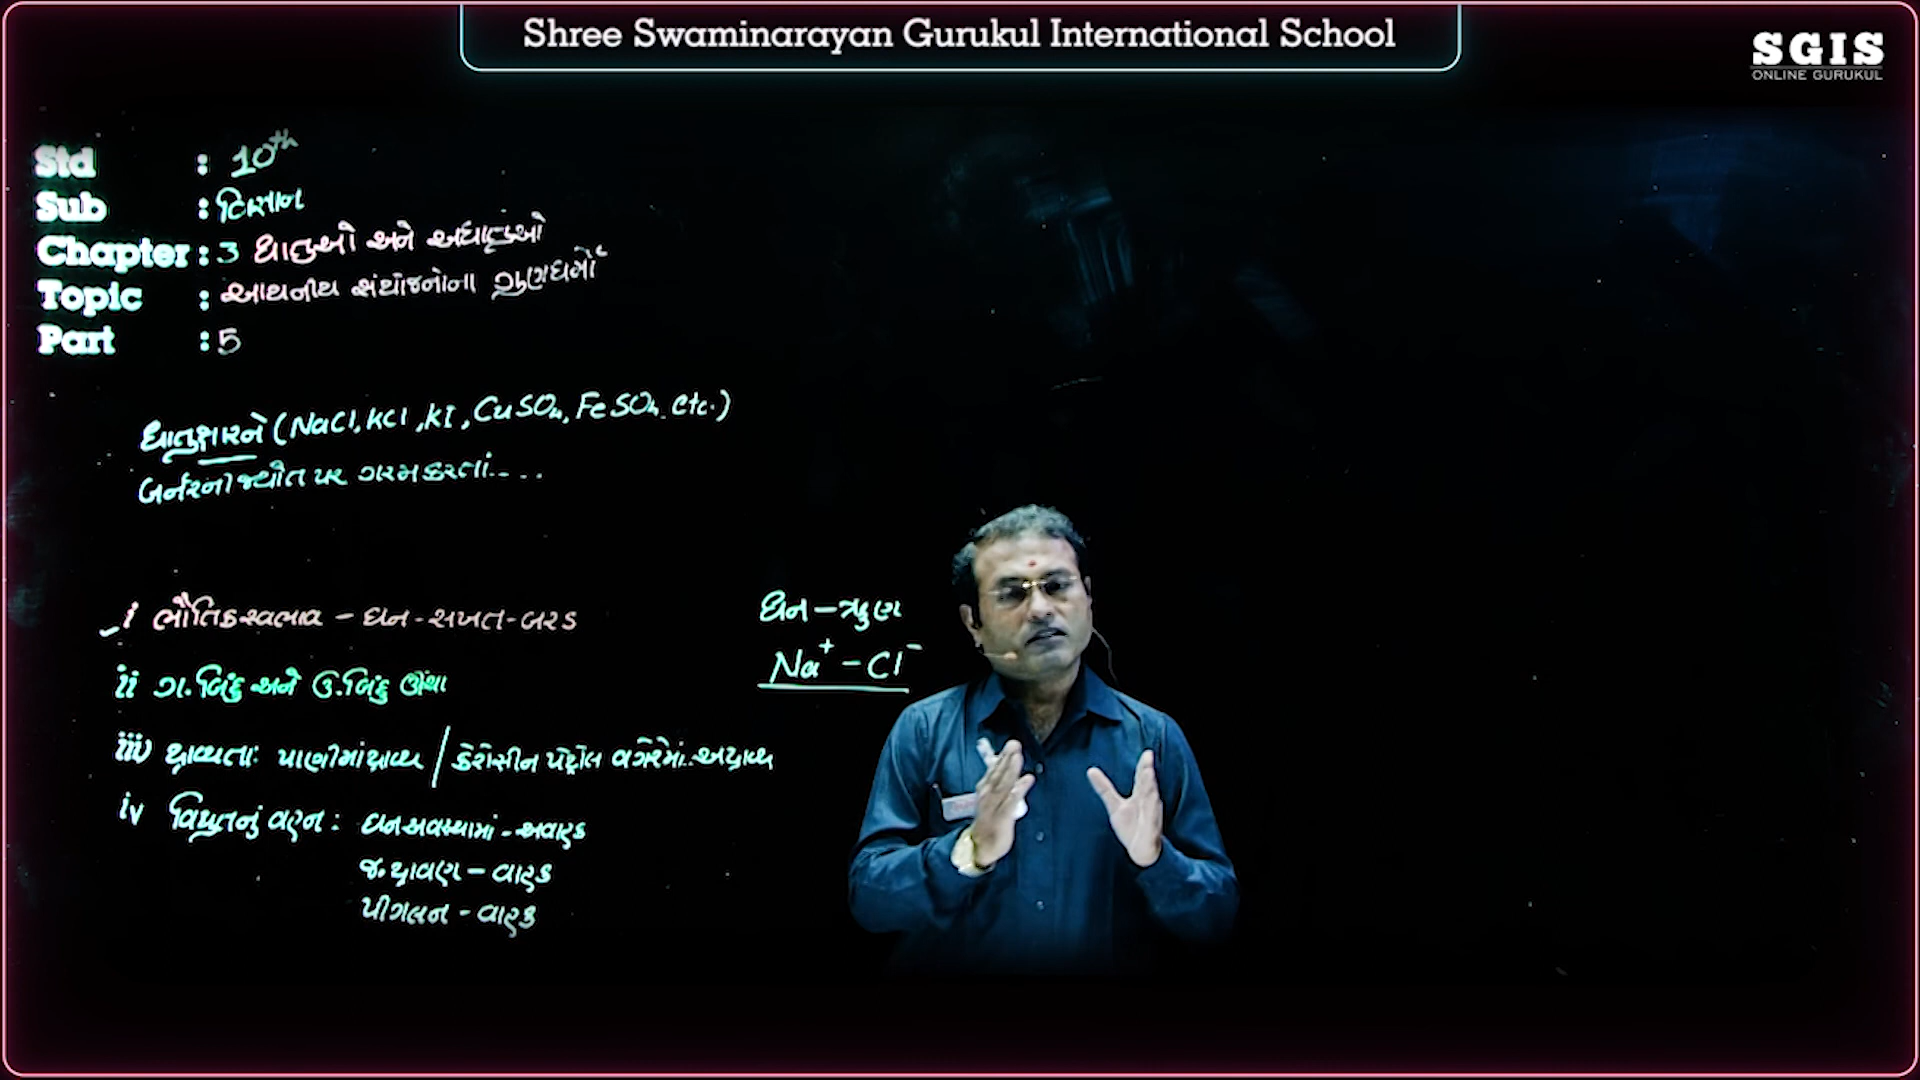 Shree Swaminarayan Gurukul International School
SGIS
ONLINE GURUKUL
Std : 10th
Sub : વિજ્ઞાન
Chapter : 3 ધાતુઓ અને અધાતુઓ
Topic : આયનીય સંયોજનોના ગુણધર્મો
Part : 5
ધાતુક્ષારને (NaCl, KCl, KI, CuSO4, FeSO4 etc.)
બર્નરની જ્યોત પર ગરમ કરતાં....
i ભૌતિક સ્વભાવ - ઘન - સખત - બરડ
ii ગ. બિંદુ અને ઉ. બિંદુ ઊંચા
iii દ્રાવ્યતા: પાણીમાં દ્રાવ્ય / કેરોસીન પેટ્રોલ વગેરેમાં..અદ્રાવ્ય
iv વિદ્યુતનું વહન : ઘન અવસ્થામાં - અવાહક
જ. દ્રાવણ - વાહક
પીગલન - વાહક
ધન - ઋણ
Na+ - Cl-